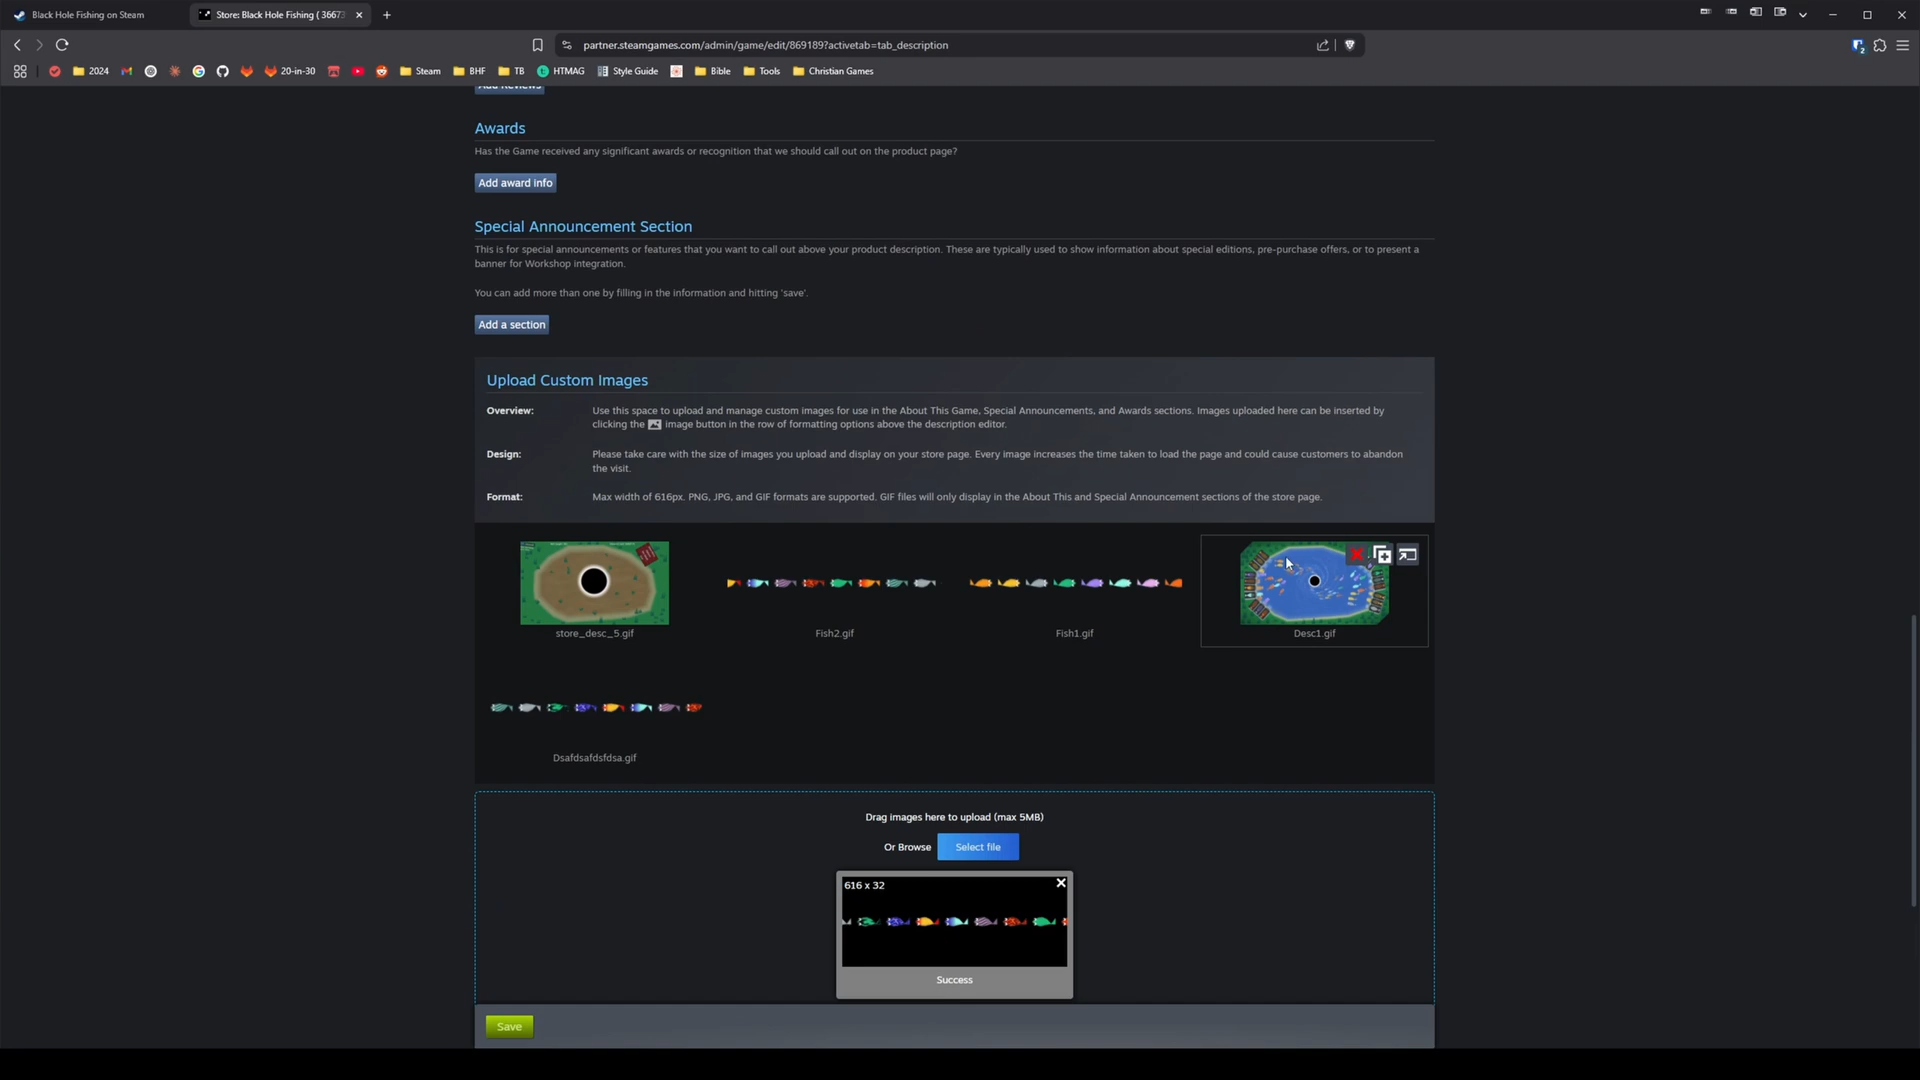 Black Hole Fishing on Steam
Store: Black Hole Fishing ( 36673
partner.steamgames.com/admin/game/edit/869189?activetab=tab_description
2024
20-in-30
Steam
BHF
TB
HTMAG
Style Guide
Bible
Tools
Christian Games
Add Reviews
Awards
Has the Game received any significant awards or recognition that we should call out on the product page?
Add award info
Special Announcement Section
This is for special announcements or features that you want to call out above your product description. These are typically used to show information about special editions, pre-purchase offers, or to present a
banner for Workshop integration.
You can add more than one by filling in the information and hitting 'save'.
Add a section
Upload Custom Images
Overview:
Use this space to upload and manage custom images for use in the About This Game, Special Announcements, and Awards sections. Images uploaded here can be inserted by
clicking the image button in the row of formatting options above the description editor.
Design:
Please take care with the size of images you upload and display on your store page. Every image increases the time taken to load the page and could cause customers to abandon
the visit.
Format:
Max width of 616px. PNG, JPG, and GIF formats are supported. GIF files will only display in the About This and Special Announcement sections of the store page.
store_desc_5.gif
Fish2.gif
Fish1.gif
Desc1.gif
Dsafdsafdsfdsa.gif
Drag images here to upload (max 5MB)
Or Browse
Select file
616 x 32
Success
Save